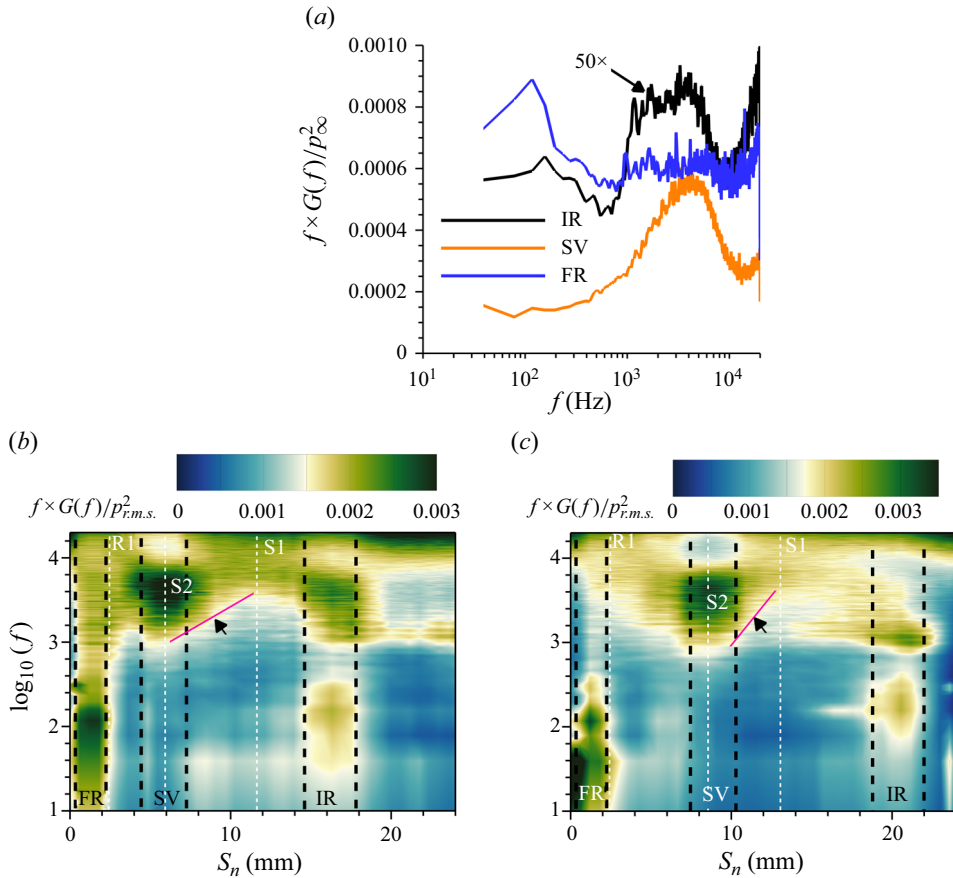 (a)
0.0010
0.0008
0.0006
0.0004
0.0002
0
f × G(f)/p²∞
50×
IR
SV
FR
10¹ 10² 10³ 10⁴
f (Hz)
(b)
f × G(f)/p²r.m.s. 0 0.001 0.002 0.003
4
3
2
1
log₁₀(f)
R1
S2
S1
FR SV IR
0 10 20
Sₙ (mm)
(c)
f × G(f)/p²r.m.s. 0 0.001 0.002 0.003
4
3
2
1
R1
S2
S1
FR SV IR
0 10 20
Sₙ (mm)